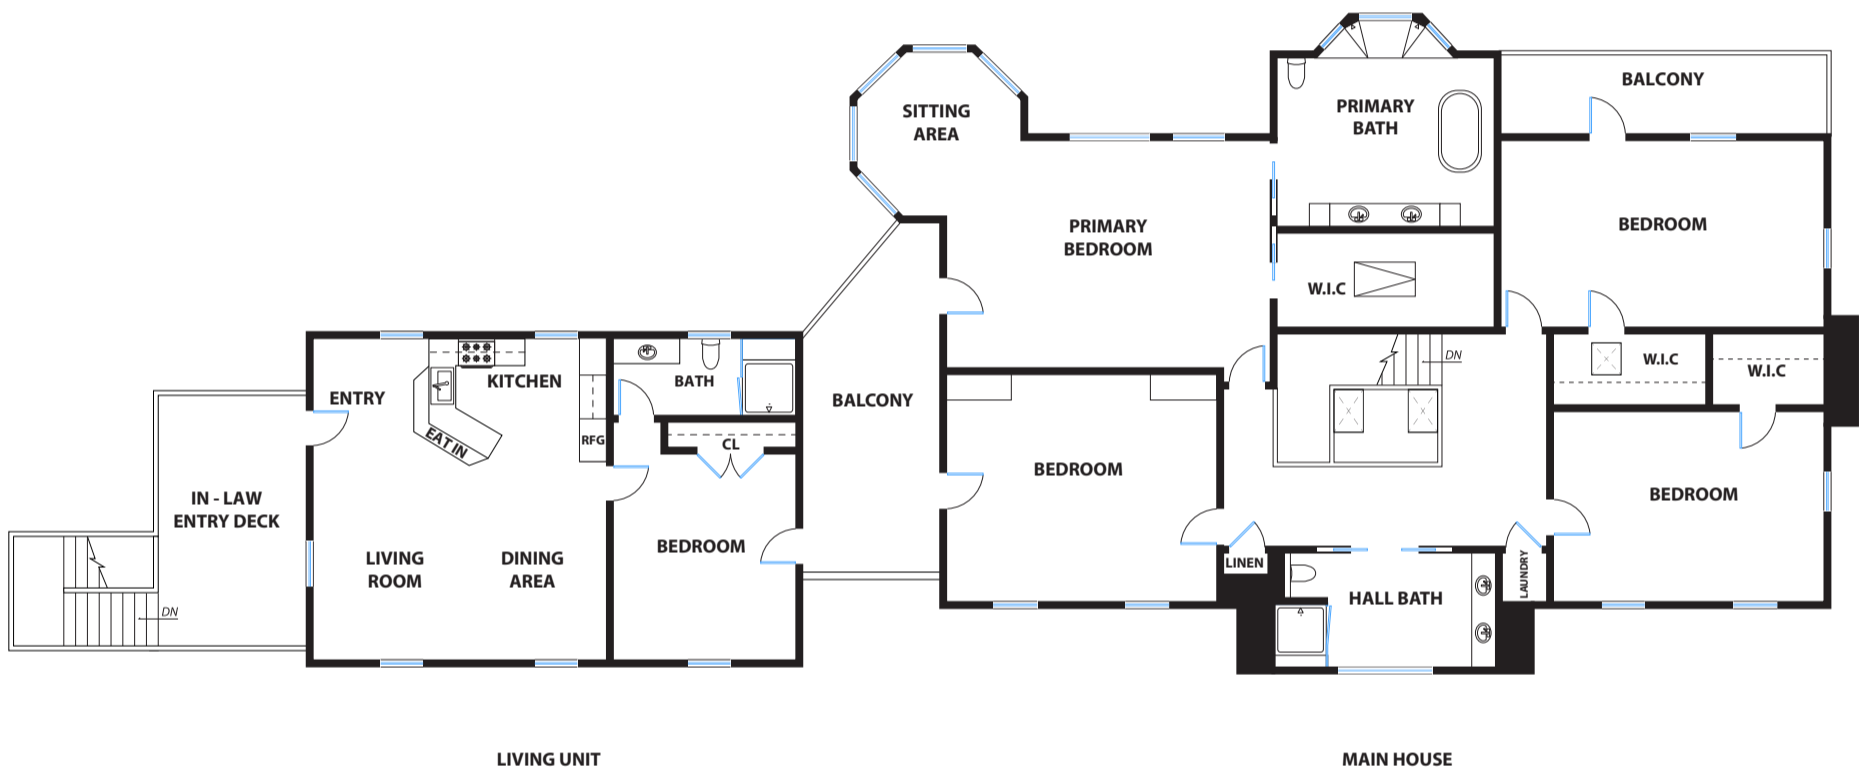 BALCONY
SITTING
AREA
PRIMARY
BATH
PRIMARY
BEDROOM
BEDROOM
W.I.C
DN
W.I.C
W.I.C
ENTRY
KITCHEN
BATH
BALCONY
EAT IN
RFG
CL
BEDROOM
BEDROOM
IN - LAW
ENTRY DECK
LIVING
ROOM
DINING
AREA
BEDROOM
LINEN
LAUNDRY
HALL BATH
DN
LIVING UNIT
MAIN HOUSE